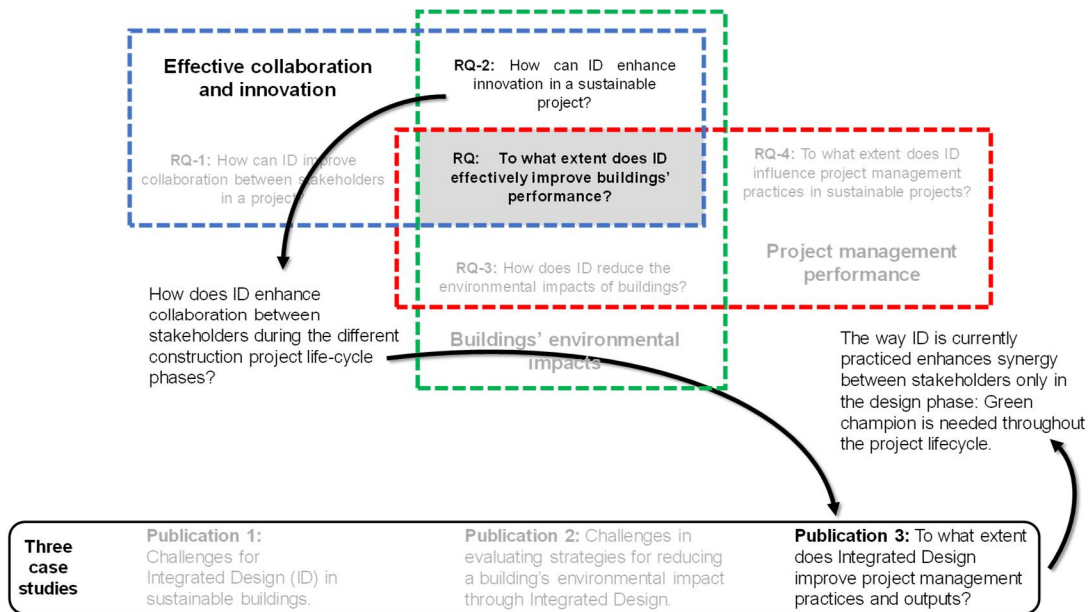 Effective collaboration
and innovation
RQ-2: How can ID enhance
innovation in a sustainable
project?
RQ-1: How can ID improve
collaboration between stakeholders
in a project?
RQ: To what extent does ID
effectively improve buildings'
performance?
RQ-4: To what extent does ID
influence project management
practices in sustainable projects?
Project management
performance
RQ-3: How does ID reduce the
environmental impacts of buildings?
Buildings' environmental
impacts
How does ID enhance
collaboration between
stakeholders during the different
construction project life-cycle
phases?
The way ID is currently
practiced enhances synergy
between stakeholders only in
the design phase: Green
champion is needed throughout
the project lifecycle.
Three
case
studies
Publication 1:
Challenges for
Integrated Design (ID) in
sustainable buildings.
Publication 2: Challenges in
evaluating strategies for reducing
a building's environmental impact
through Integrated Design.
Publication 3: To what extent
does Integrated Design
improve project management
practices and outputs?